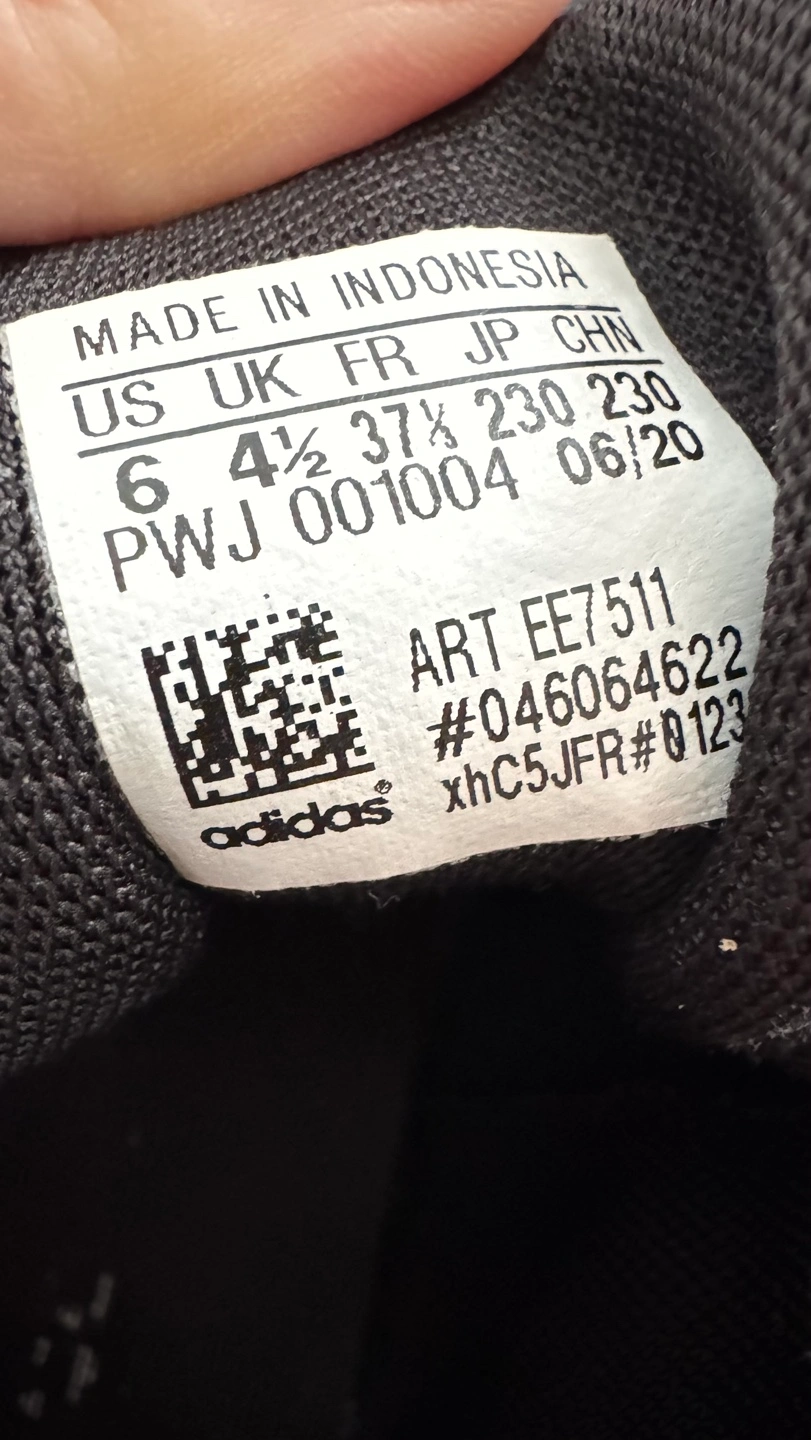 MADE IN INDONESIA
US UK FR JP CHN
6 4½ 37⅓ 230 230
PWJ 001004 06/20
ART EE7511
#046064622
xhC5JFR#0123
adidas®